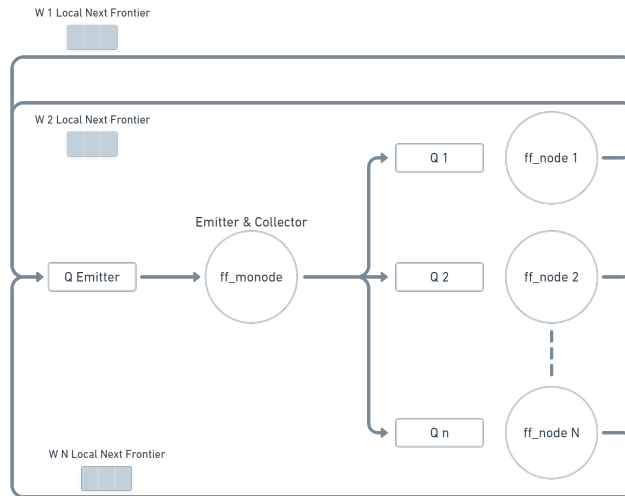 W 1 Local Next Frontier
W 2 Local Next Frontier
Q 1
ff_node 1
Emitter & Collector
Q Emitter
ff_monode
Q 2
ff_node 2
Q n
ff_node N
W N Local Next Frontier